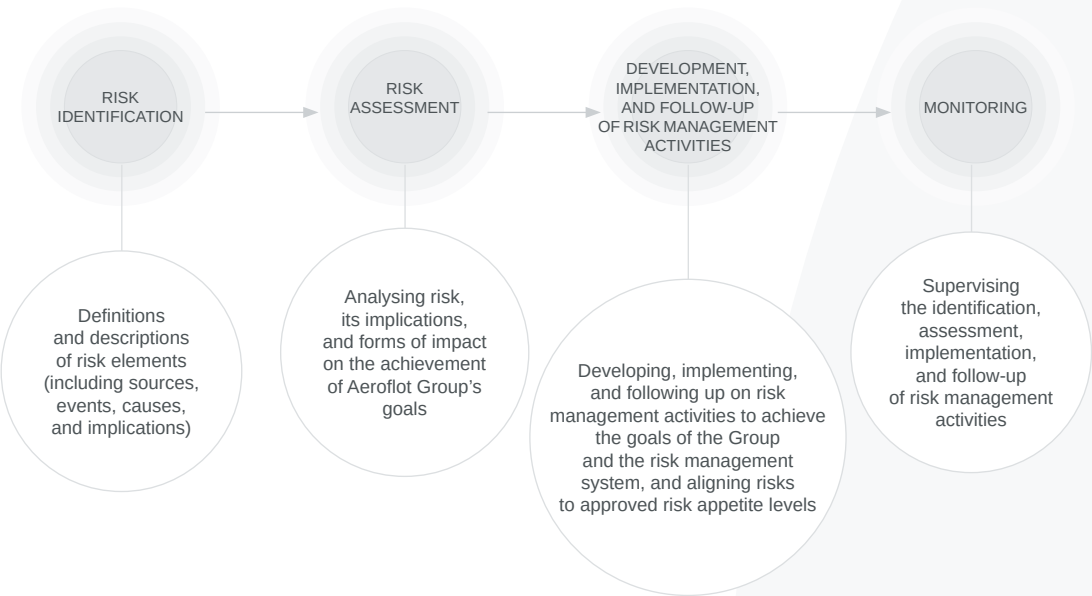 RISK
IDENTIFICATION
RISK
ASSESSMENT
DEVELOPMENT,
IMPLEMENTATION,
AND FOLLOW-UP
OF RISK MANAGEMENT
ACTIVITIES
MONITORING
Definitions
and descriptions
of risk elements
(including sources,
events, causes,
and implications)
Analysing risk,
its implications,
and forms of impact
on the achievement
of Aeroflot Group’s
goals
Developing, implementing,
and following up on risk
management activities to achieve
the goals of the Group
and the risk management
system, and aligning risks
to approved risk appetite levels
Supervising
the identification,
assessment,
implementation,
and follow-up
of risk management
activities